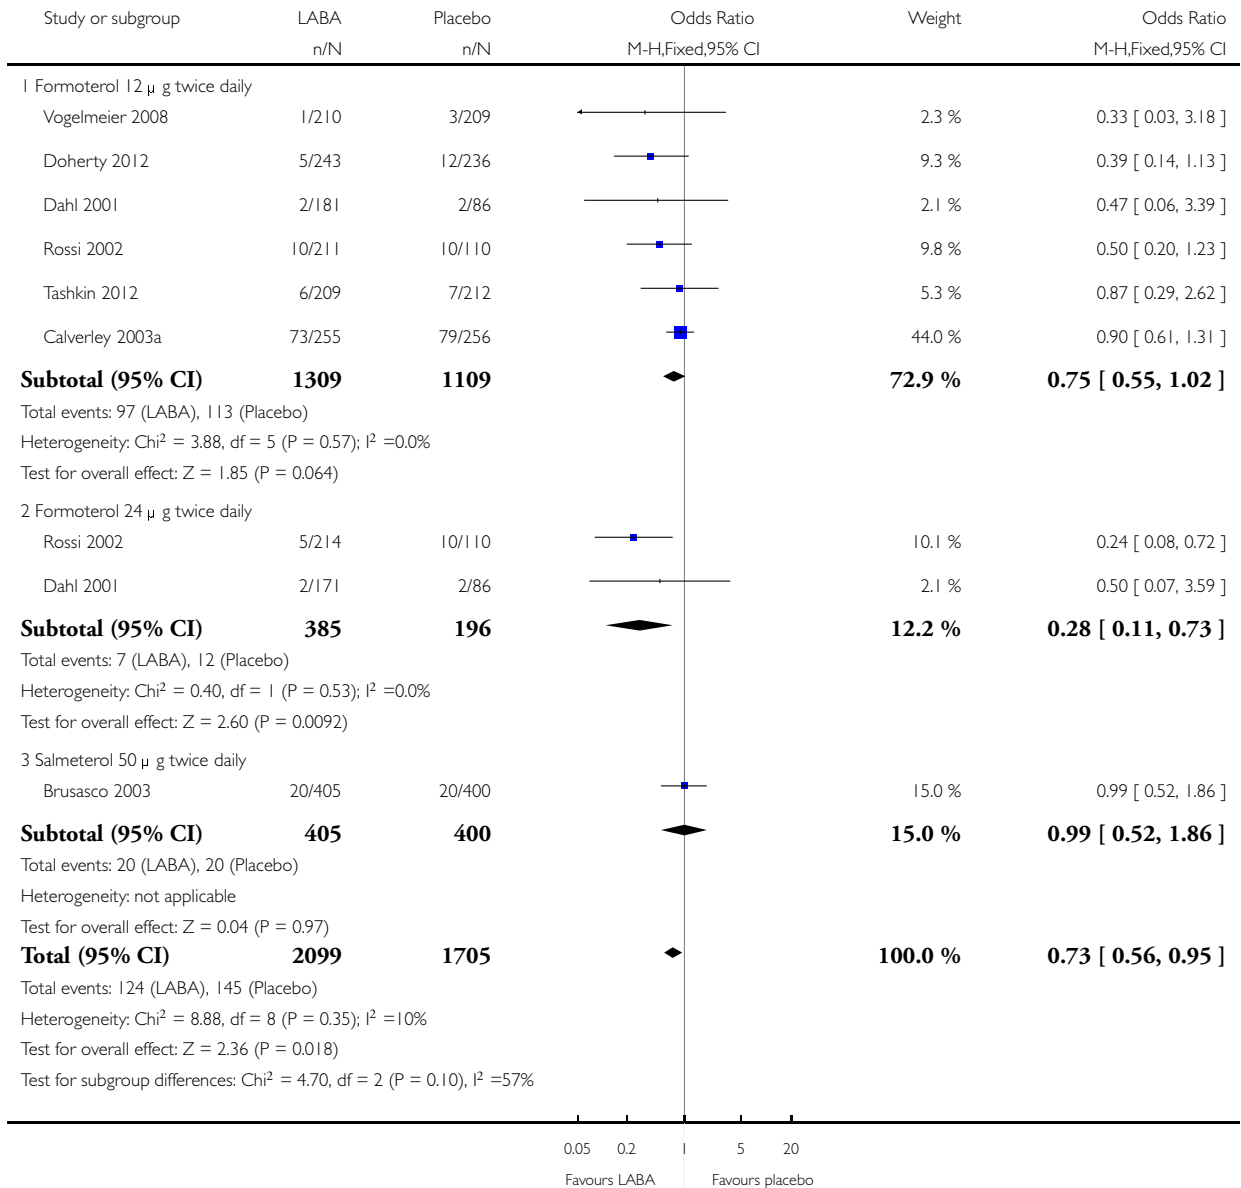 Study or subgroup LABA Placebo Odds Ratio Weight Odds Ratio
n/N n/N M-H,Fixed,95% CI M-H,Fixed,95% CI
1 Formoterol 12 μ g twice daily
Vogelmeier 2008 1/210 3/209 2.3 % 0.33 [ 0.03, 3.18 ]
Doherty 2012 5/243 12/236 9.3 % 0.39 [ 0.14, 1.13 ]
Dahl 2001 2/181 2/86 2.1 % 0.47 [ 0.06, 3.39 ]
Rossi 2002 10/211 10/110 9.8 % 0.50 [ 0.20, 1.23 ]
Tashkin 2012 6/209 7/212 5.3 % 0.87 [ 0.29, 2.62 ]
Calverley 2003a 73/255 79/256 44.0 % 0.90 [ 0.61, 1.31 ]
Subtotal (95% CI) 1309 1109 72.9 % 0.75 [ 0.55, 1.02 ]
Total events: 97 (LABA), 113 (Placebo)
Heterogeneity: Chi² = 3.88, df = 5 (P = 0.57); I² =0.0%
Test for overall effect: Z = 1.85 (P = 0.064)
2 Formoterol 24 μ g twice daily
Rossi 2002 5/214 10/110 10.1 % 0.24 [ 0.08, 0.72 ]
Dahl 2001 2/171 2/86 2.1 % 0.50 [ 0.07, 3.59 ]
Subtotal (95% CI) 385 196 12.2 % 0.28 [ 0.11, 0.73 ]
Total events: 7 (LABA), 12 (Placebo)
Heterogeneity: Chi² = 0.40, df = 1 (P = 0.53); I² =0.0%
Test for overall effect: Z = 2.60 (P = 0.0092)
3 Salmeterol 50 μ g twice daily
Brusasco 2003 20/405 20/400 15.0 % 0.99 [ 0.52, 1.86 ]
Subtotal (95% CI) 405 400 15.0 % 0.99 [ 0.52, 1.86 ]
Total events: 20 (LABA), 20 (Placebo)
Heterogeneity: not applicable
Test for overall effect: Z = 0.04 (P = 0.97)
Total (95% CI) 2099 1705 100.0 % 0.73 [ 0.56, 0.95 ]
Total events: 124 (LABA), 145 (Placebo)
Heterogeneity: Chi² = 8.88, df = 8 (P = 0.35); I² =10%
Test for overall effect: Z = 2.36 (P = 0.018)
Test for subgroup differences: Chi² = 4.70, df = 2 (P = 0.10), I² =57%
0.05 0.2 1 5 20
Favours LABA Favours placebo